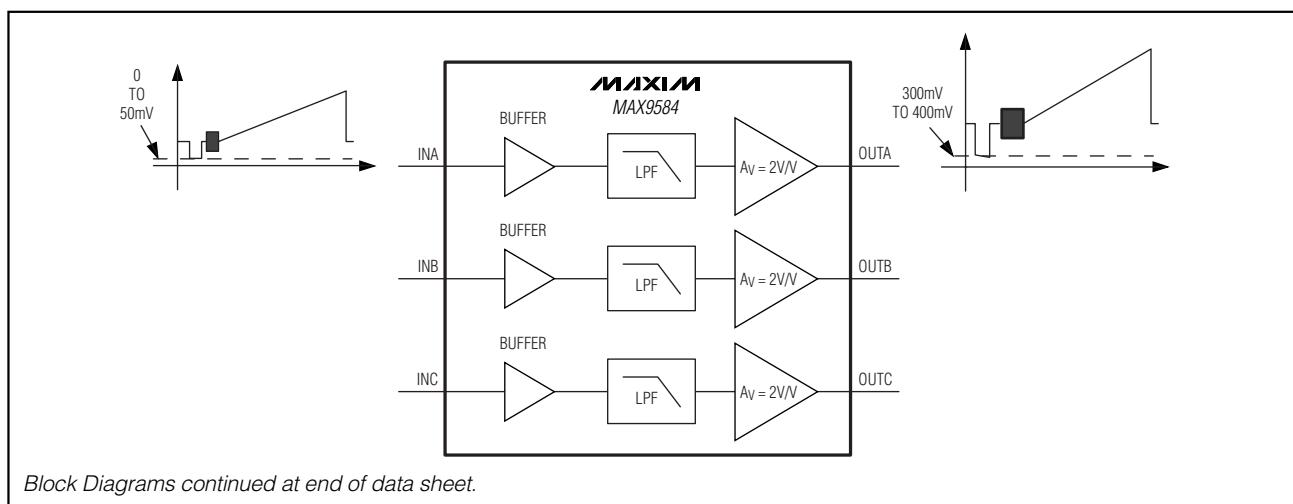 0
TO
50mV
MAXIM
MAX9584
300mV
TO 400mV
BUFFER
INA
LPF
AV = 2V/V
OUTA
BUFFER
INB
LPF
AV = 2V/V
OUTB
BUFFER
INC
LPF
AV = 2V/V
OUTC
Block Diagrams continued at end of data sheet.